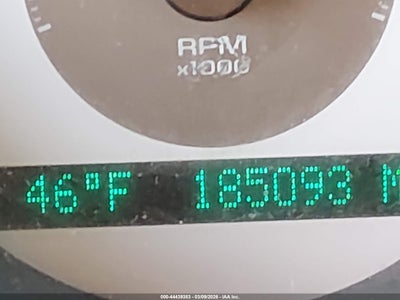 RPM
x1000
46°F 185093 M
000-44438383 - 03/09/2026 - IAA Inc.